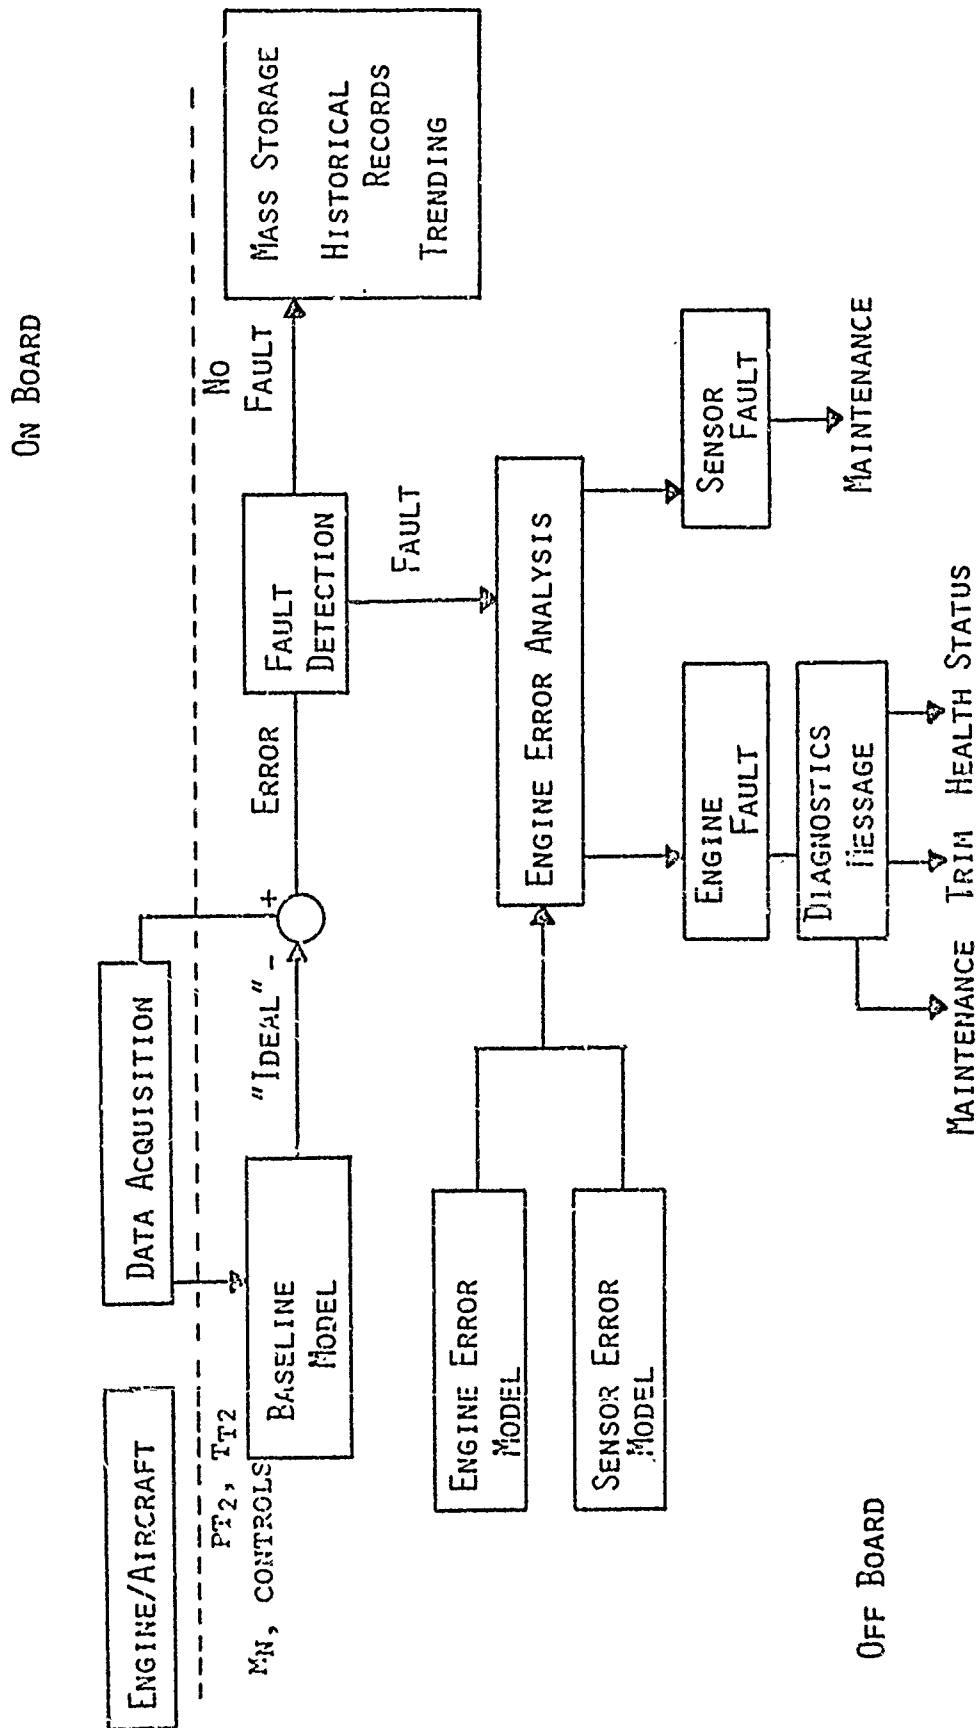 ON BOARD
ENGINE/AIRCRAFT
DATA ACQUISITION
PT2, TT2
MN, CONTROLS
BASELINE
MODEL
"IDEAL"
-
+
ERROR
FAULT
DETECTION
NO
FAULT
MASS STORAGE
HISTORICAL
RECORDS
TRENDING
FAULT
ENGINE ERROR
MODEL
SENSOR ERROR
MODEL
ENGINE ERROR ANALYSIS
ENGINE
FAULT
SENSOR
FAULT
DIAGNOSTICS
MESSAGE
MAINTENANCE
MAINTENANCE
TRIM
HEALTH STATUS
OFF BOARD